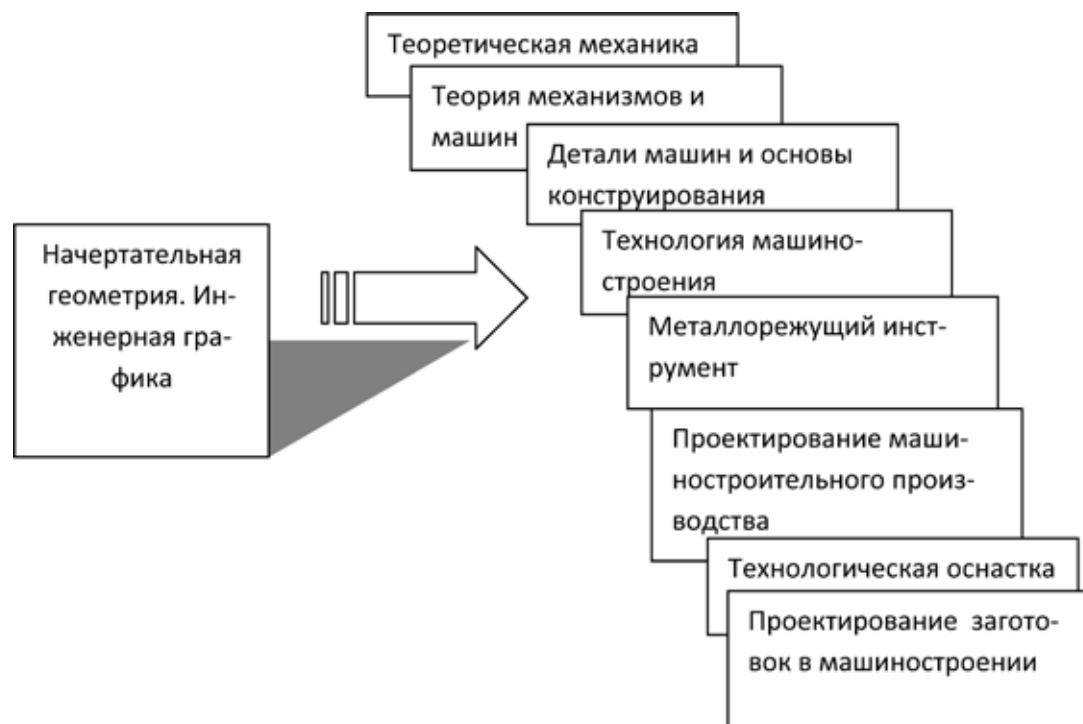 Теоретическая механика
Теория механизмов и
машин
Детали машин и основы
конструирования
Технология машино-
строения
Начертательная
геометрия. Ин-
женерная гра-
фика
Металлорежущий инст-
румент
Проектирование маши-
ностроительного произ-
водства
Технологическая оснастка
Проектирование загото-
вок в машиностроении